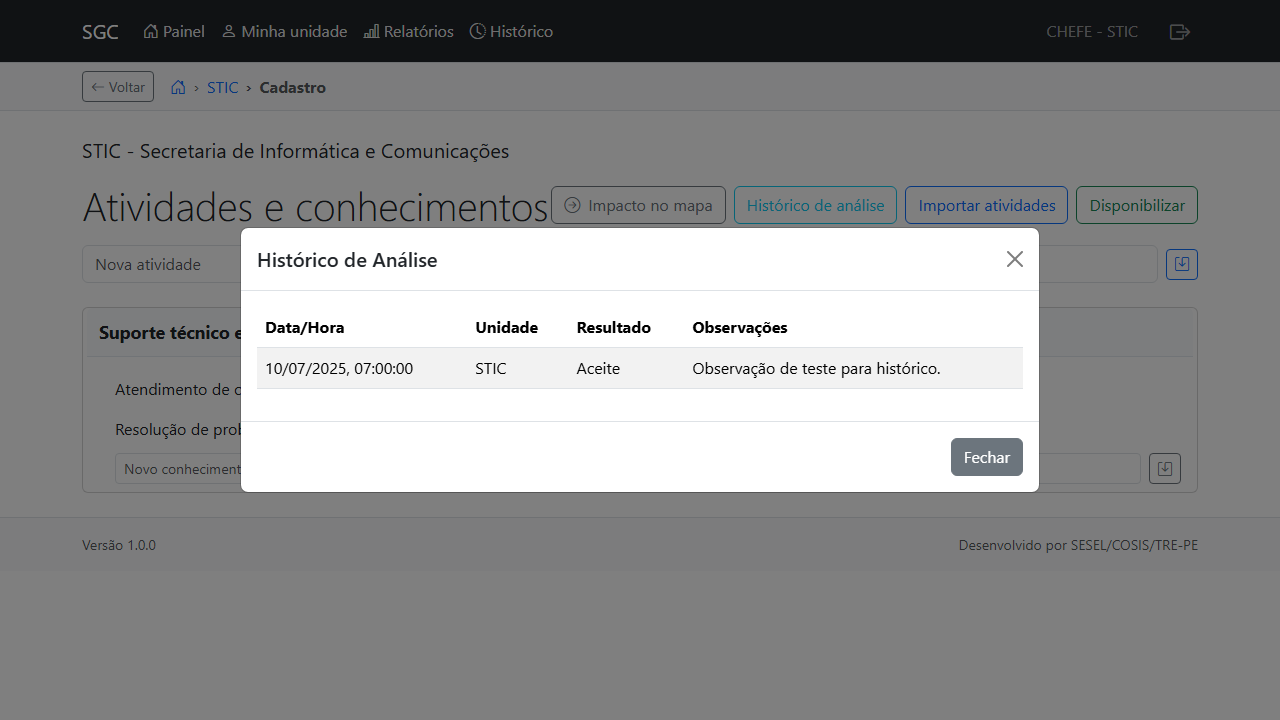 SGC Painel Minha unidade Relatórios Histórico CHEFE - STIC
Voltar › STIC › Cadastro
STIC - Secretaria de Informática e Comunicações
Atividades e conhecimentos Impacto no mapa Histórico de análise Importar atividades Disponibilizar
Nova atividade
Histórico de Análise
Data/Hora Unidade Resultado Observações
10/07/2025, 07:00:00 STIC Aceite Observação de teste para histórico.
Fechar
Suporte técnico
Atendimento de
Resolução de
Novo
Versão 1.0.0 Desenvolvido por SESEL/COSIS/TRE-PE